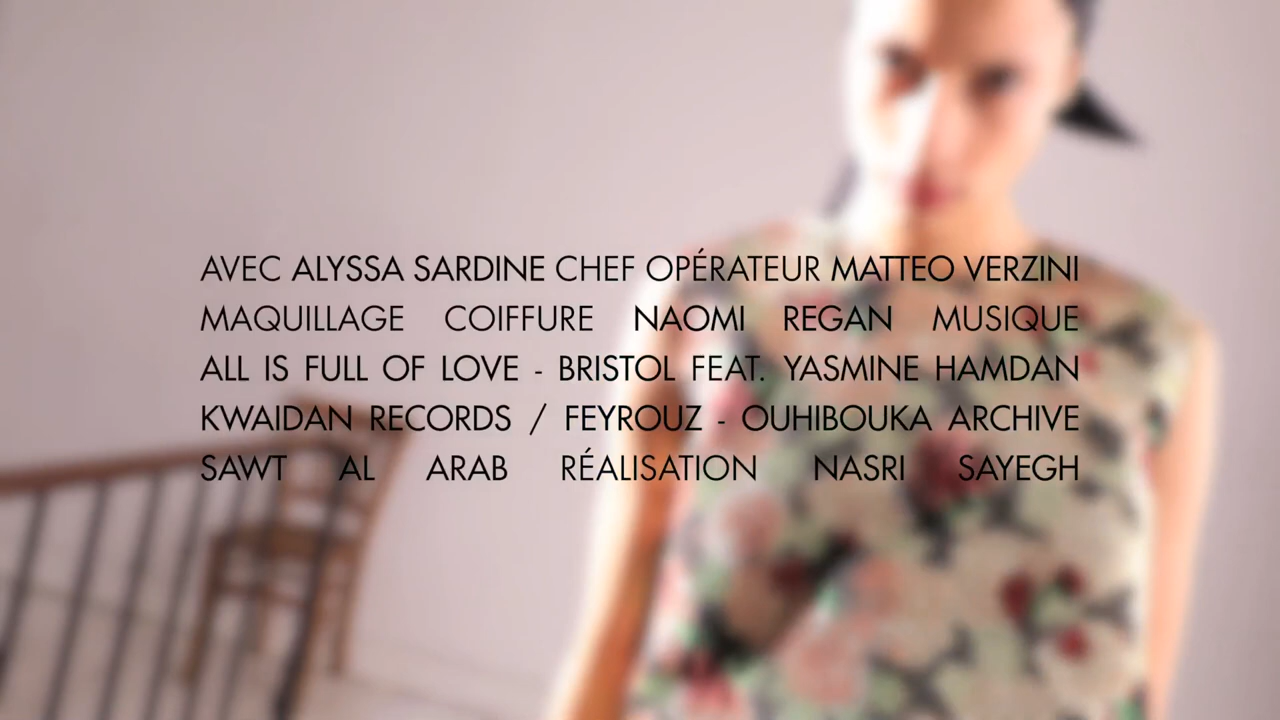 AVEC ALYSSA SARDINE CHEF OPÉRATEUR MATTEO VERZINI
MAQUILLAGE COIFFURE NAOMI REGAN MUSIQUE
ALL IS FULL OF LOVE - BRISTOL FEAT. YASMINE HAMDAN
KWAIDAN RECORDS / FEYROUZ - OUHIBOUKA ARCHIVE
SAWT AL ARAB RÉALISATION NASRI SAYEGH